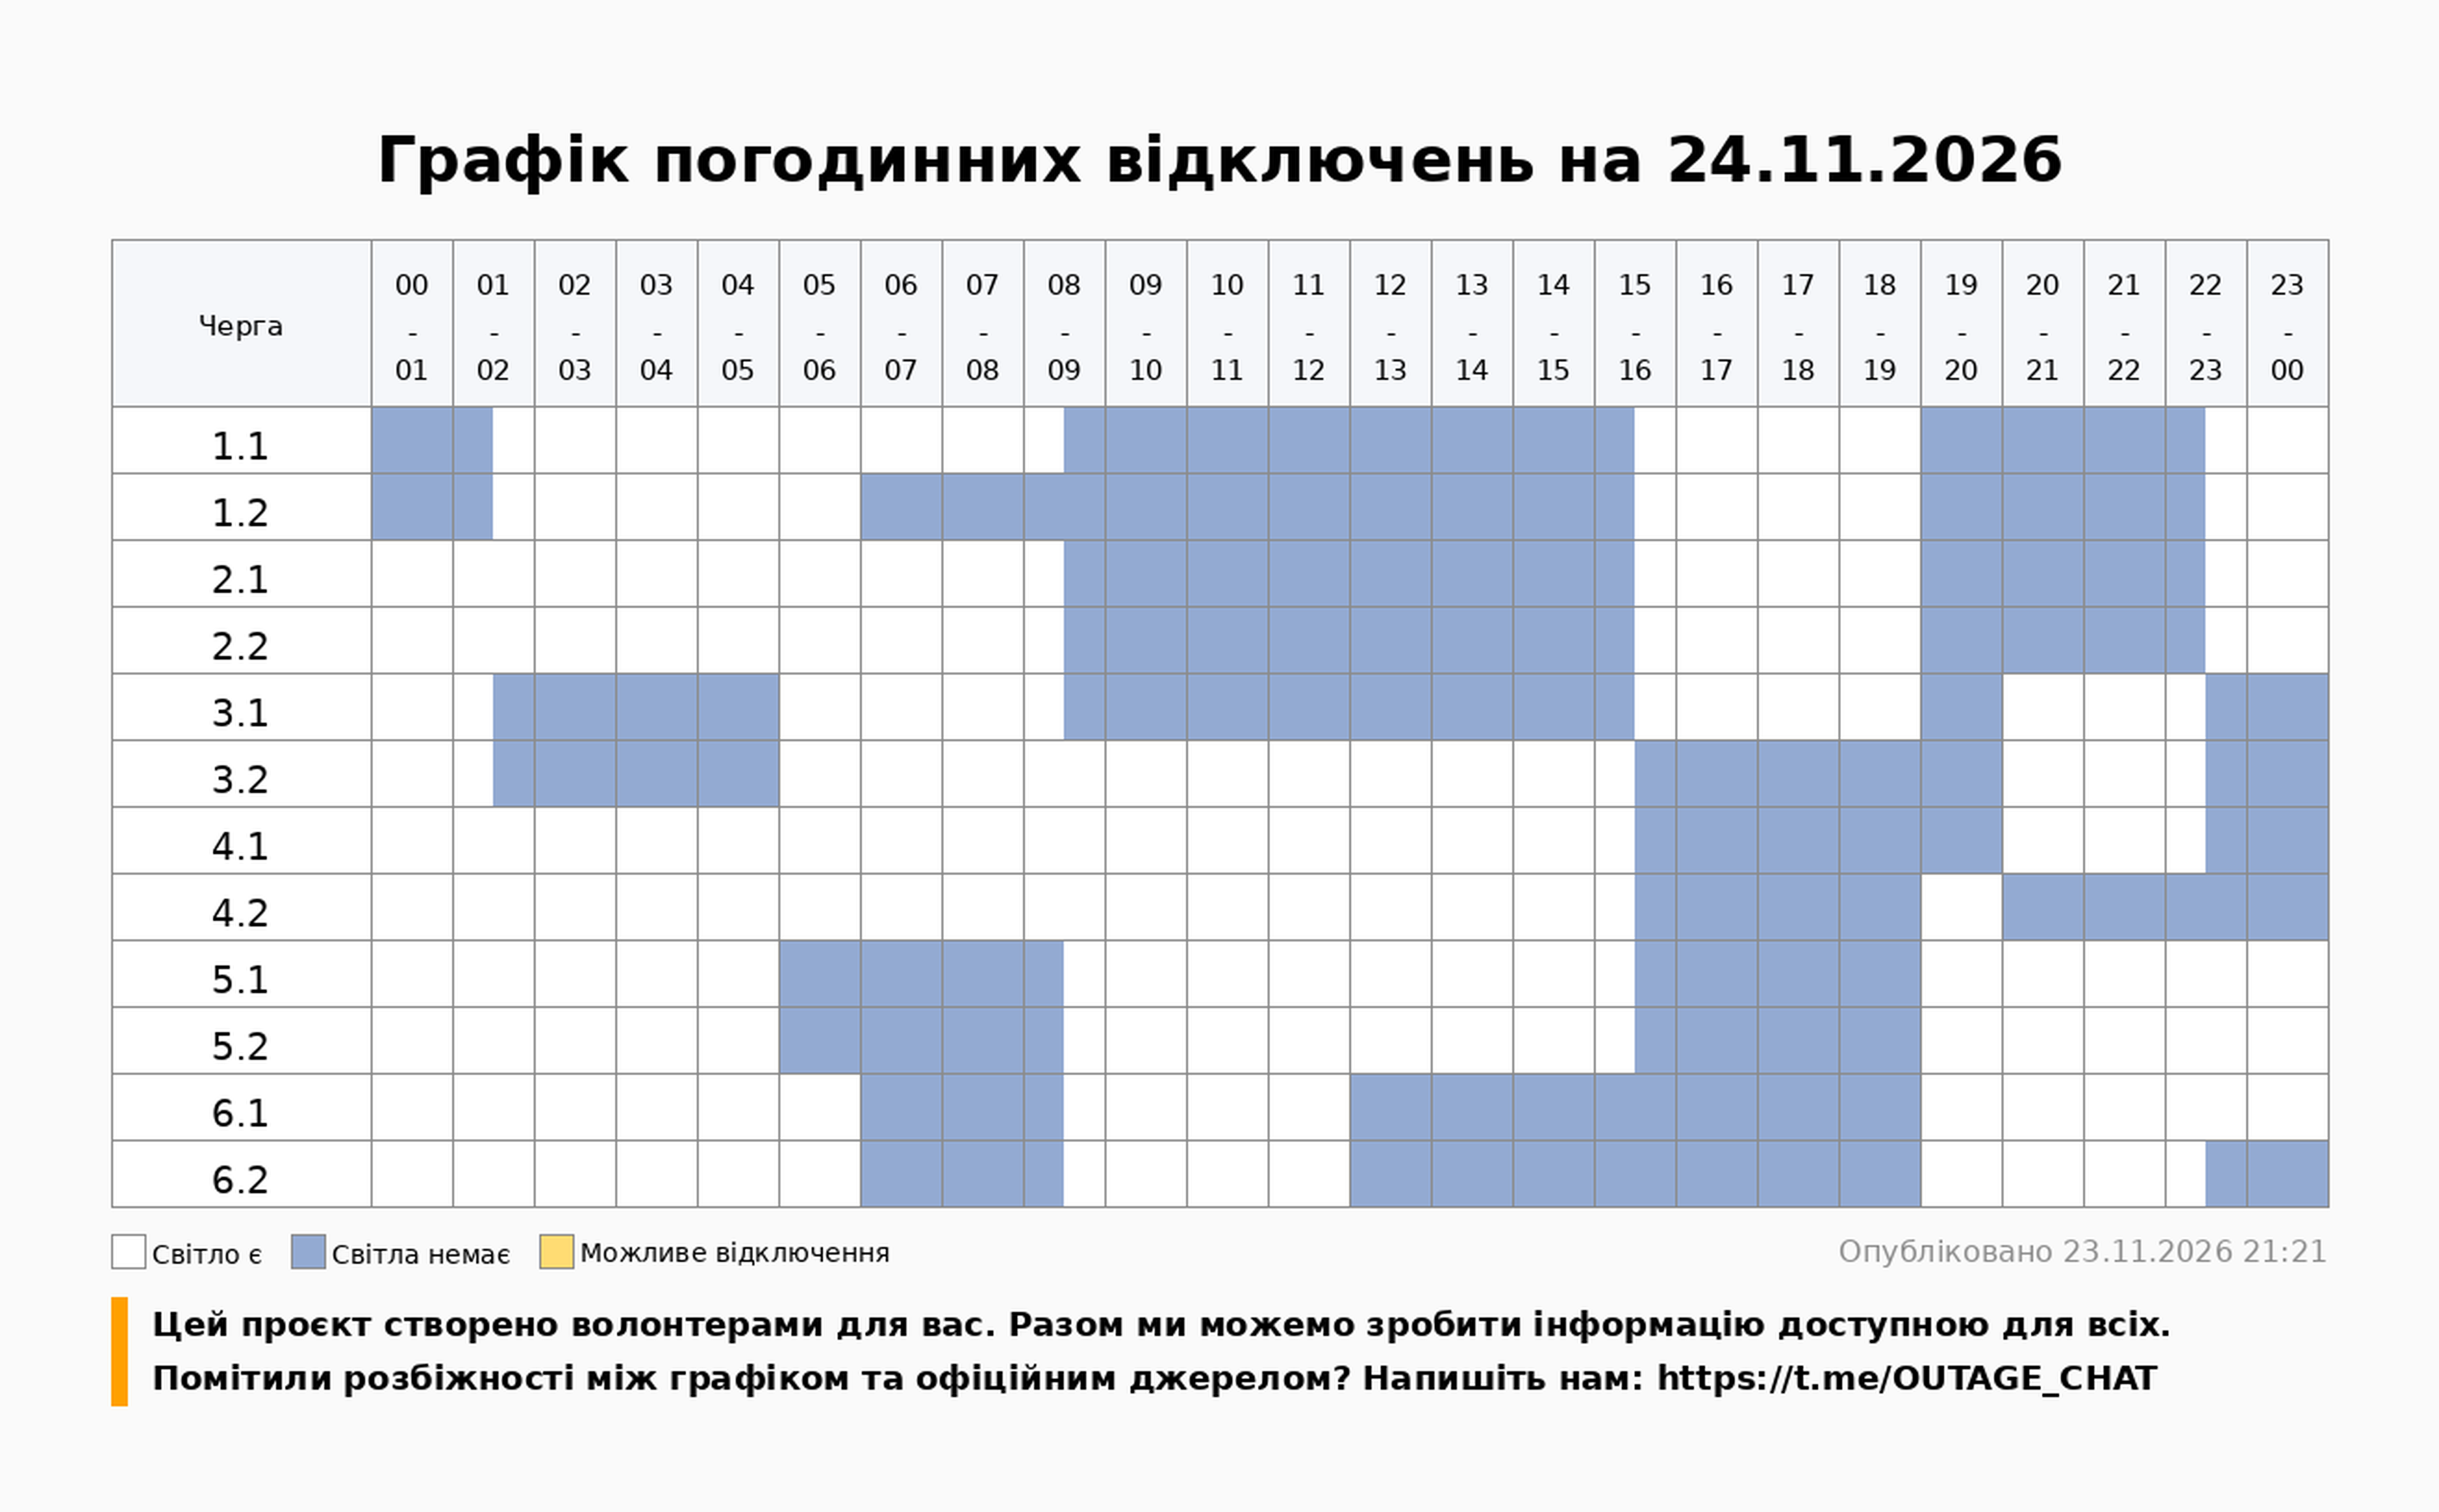 Графік погодинних відключень на 24.11.2026
Черга 00 - 01 01 - 02 02 - 03 03 - 04 04 - 05 05 - 06 06 - 07 07 - 08 08 - 09 09 - 10 10 - 11 11 - 12 12 - 13 13 - 14 14 - 15 15 - 16 16 - 17 17 - 18 18 - 19 19 - 20 20 - 21 21 - 22 22 - 23 23 - 00
1.1
1.2
2.1
2.2
3.1
3.2
4.1
4.2
5.1
5.2
6.1
6.2
Світло є Світла немає Можливе відключення Опубліковано 23.11.2026 21:21
Цей проєкт створено волонтерами для вас. Разом ми можемо зробити інформацію доступною для всіх.
Помітили розбіжності між графіком та офіційним джерелом? Напишіть нам: https://t.me/OUTAGE_CHAT